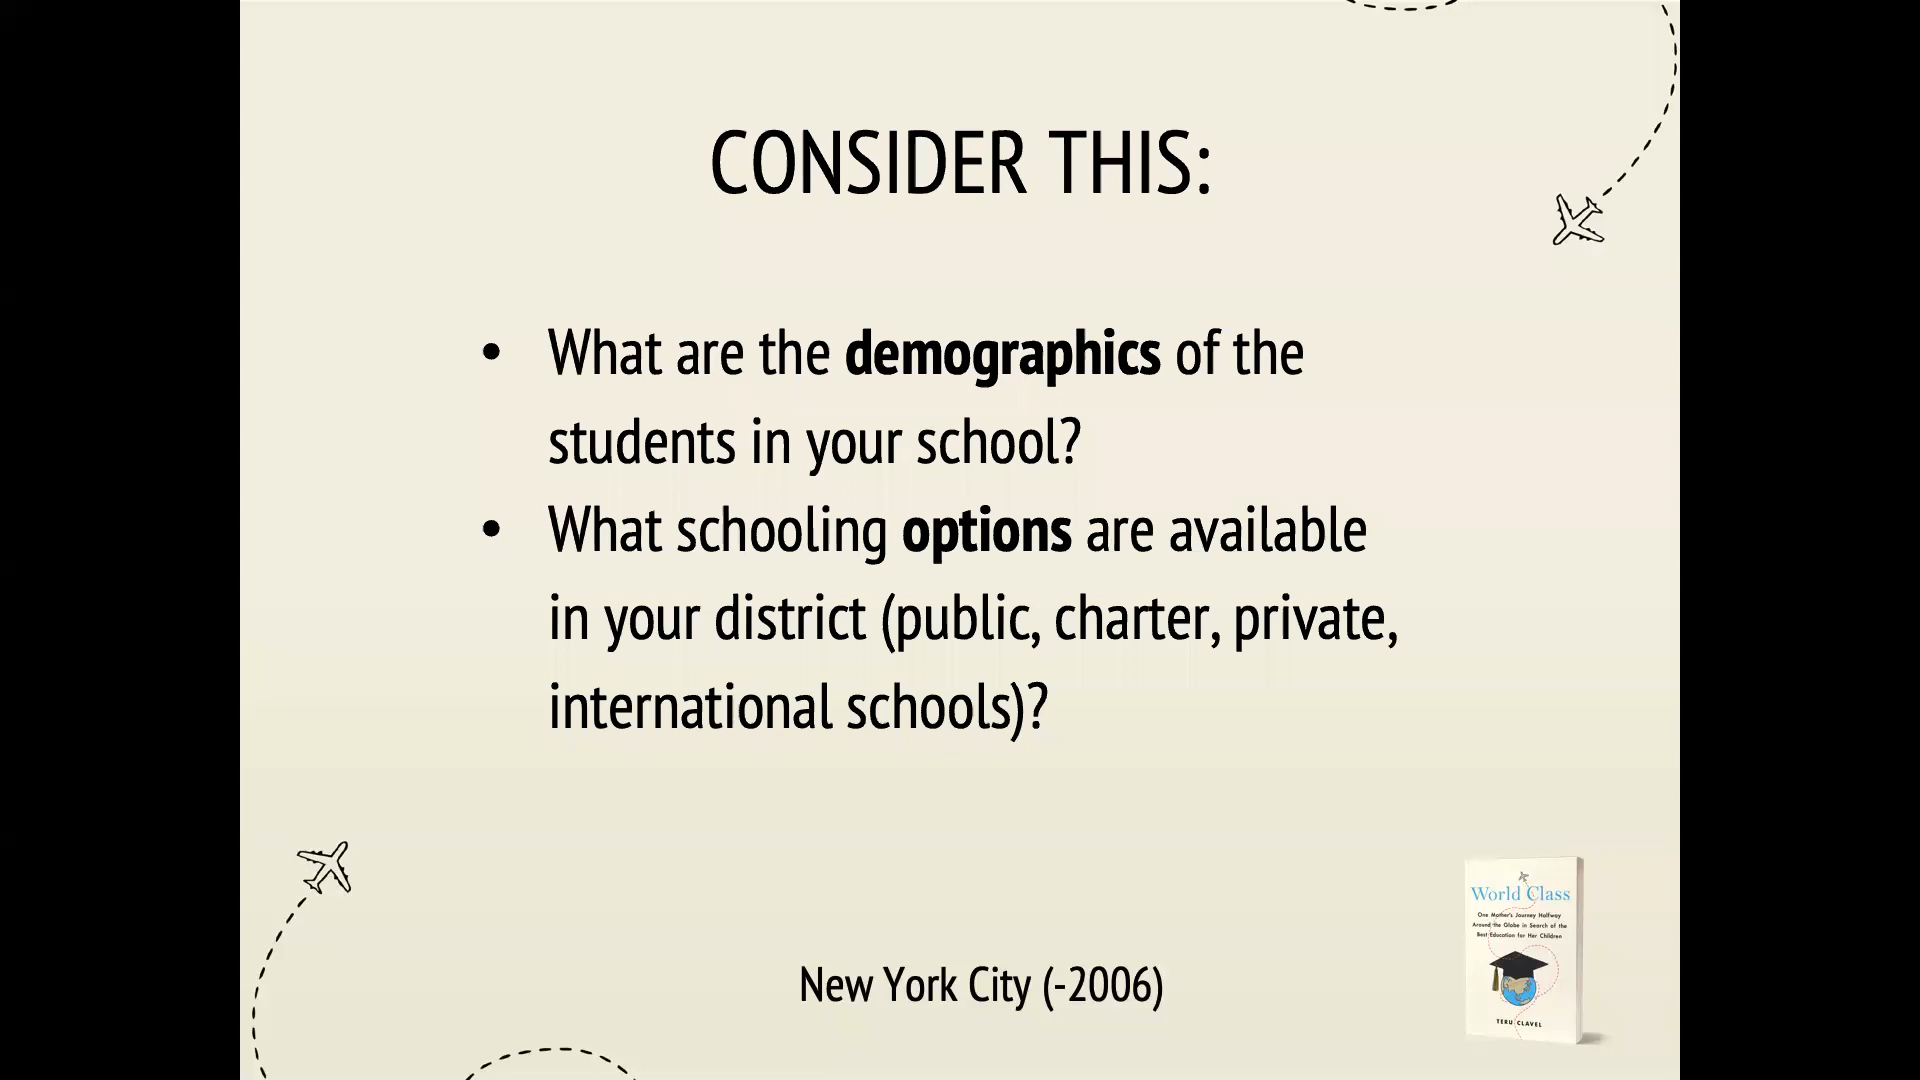 CONSIDER THIS:
• What are the demographics of the
students in your school?
• What schooling options are available
in your district (public, charter, private,
international schools)?
New York City (-2006)
World Class
One Mother's Journey Halfway
Around the Globe in Search of the
Best Education for Her Children
TERU CLAVEL